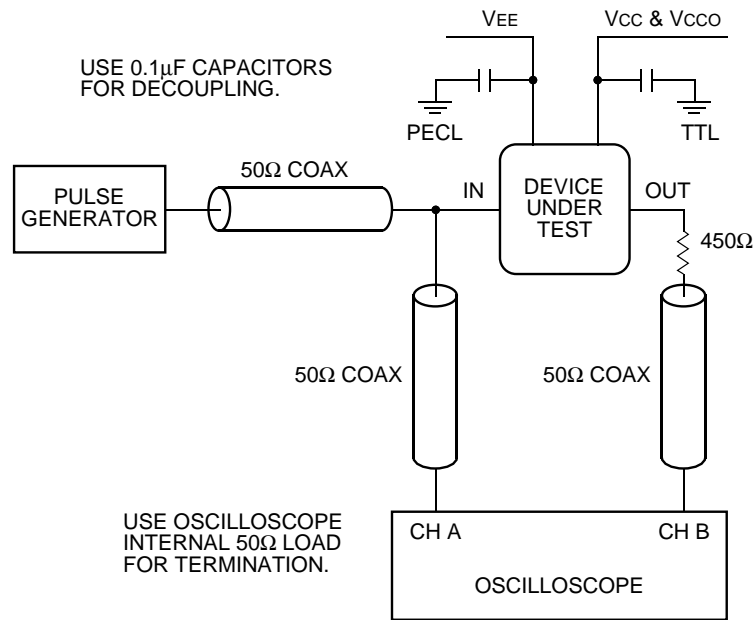 VEE
VCC & VCCO
USE 0.1μF CAPACITORS
FOR DECOUPLING.
PECL
TTL
50Ω COAX
PULSE
GENERATOR
IN
DEVICE
UNDER
TEST
OUT
450Ω
50Ω COAX
50Ω COAX
USE OSCILLOSCOPE
INTERNAL 50Ω LOAD
FOR TERMINATION.
CH A
CH B
OSCILLOSCOPE